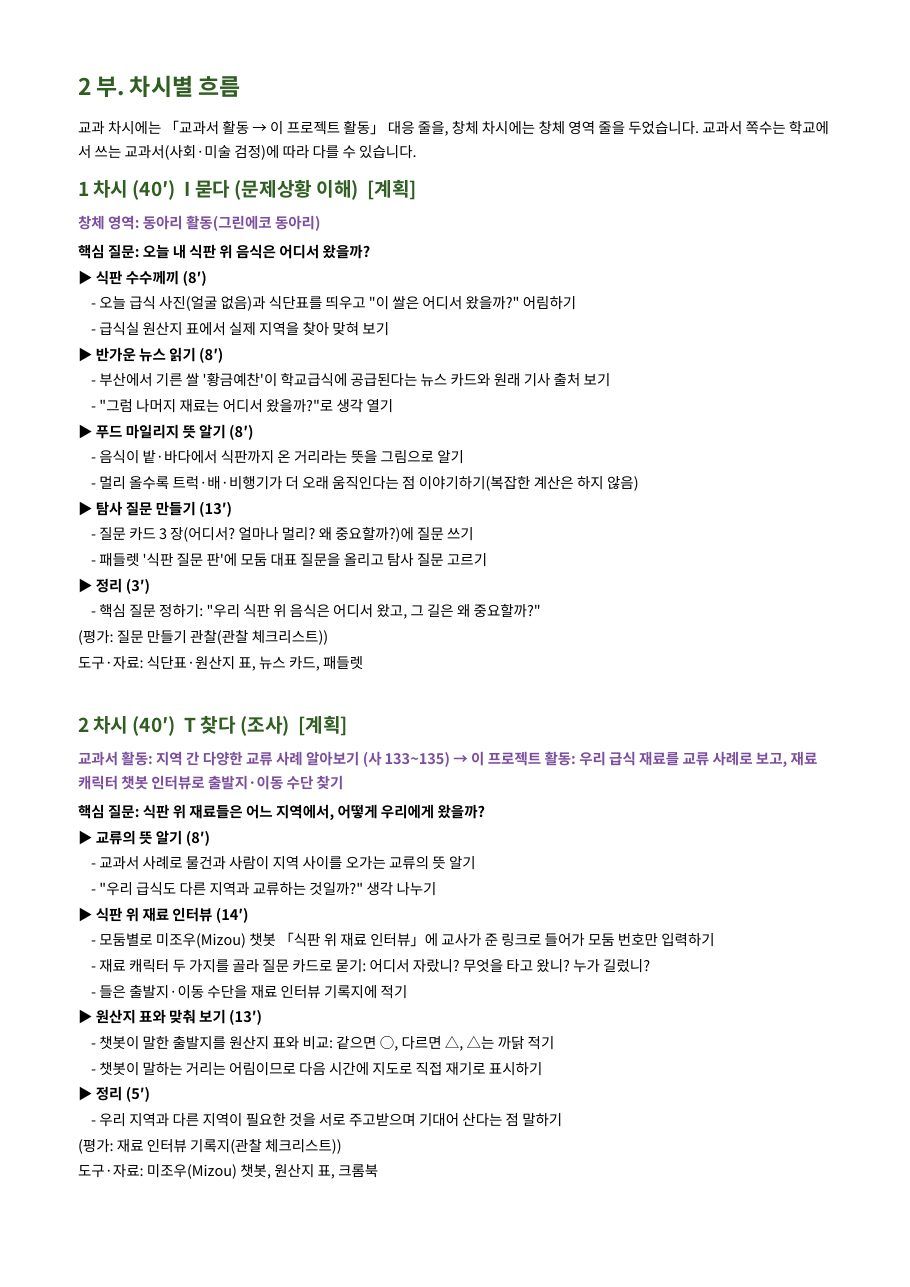 2 부. 차시별 흐름
교과 차시에는 「교과서 활동 → 이 프로젝트 활동」 대응 줄을, 창체 차시에는 창체 영역 줄을 두었습니다. 교과서 쪽수는 학교에
서 쓰는 교과서(사회·미술 검정)에 따라 다를 수 있습니다.
1 차시 (40′) I 묻다 (문제상황 이해) [계획]
창체 영역: 동아리 활동(그린에코 동아리)
핵심 질문: 오늘 내 식판 위 음식은 어디서 왔을까?
▶ 식판 수수께끼 (8′)
- 오늘 급식 사진(얼굴 없음)과 식단표를 띄우고 "이 쌀은 어디서 왔을까?" 어림하기
- 급식실 원산지 표에서 실제 지역을 찾아 맞혀 보기
▶ 반가운 뉴스 읽기 (8′)
- 부산에서 기른 쌀 '황금예찬'이 학교급식에 공급된다는 뉴스 카드와 원래 기사 출처 보기
- "그럼 나머지 재료는 어디서 왔을까?"로 생각 열기
▶ 푸드 마일리지 뜻 알기 (8′)
- 음식이 밭·바다에서 식판까지 온 거리라는 뜻을 그림으로 알기
- 멀리 올수록 트럭·배·비행기가 더 오래 움직인다는 점 이야기하기(복잡한 계산은 하지 않음)
▶ 탐사 질문 만들기 (13′)
- 질문 카드 3 장(어디서? 얼마나 멀리? 왜 중요할까?)에 질문 쓰기
- 패들렛 '식판 질문 판'에 모둠 대표 질문을 올리고 탐사 질문 고르기
▶ 정리 (3′)
- 핵심 질문 정하기: "우리 식판 위 음식은 어디서 왔고, 그 길은 왜 중요할까?"
(평가: 질문 만들기 관찰(관찰 체크리스트))
도구·자료: 식단표·원산지 표, 뉴스 카드, 패들렛
2 차시 (40′) T 찾다 (조사) [계획]
교과서 활동: 지역 간 다양한 교류 사례 알아보기 (사 133~135) → 이 프로젝트 활동: 우리 급식 재료를 교류 사례로 보고, 재료
캐릭터 챗봇 인터뷰로 출발지·이동 수단 찾기
핵심 질문: 식판 위 재료들은 어느 지역에서, 어떻게 우리에게 왔을까?
▶ 교류의 뜻 알기 (8′)
- 교과서 사례로 물건과 사람이 지역 사이를 오가는 교류의 뜻 알기
- "우리 급식도 다른 지역과 교류하는 것일까?" 생각 나누기
▶ 식판 위 재료 인터뷰 (14′)
- 모둠별로 미조우(Mizou) 챗봇 「식판 위 재료 인터뷰」에 교사가 준 링크로 들어가 모둠 번호만 입력하기
- 재료 캐릭터 두 가지를 골라 질문 카드로 묻기: 어디서 자랐니? 무엇을 타고 왔니? 누가 길렀니?
- 들은 출발지·이동 수단을 재료 인터뷰 기록지에 적기
▶ 원산지 표와 맞춰 보기 (13′)
- 챗봇이 말한 출발지를 원산지 표와 비교: 같으면 ○, 다르면 △, △는 까닭 적기
- 챗봇이 말하는 거리는 어림이므로 다음 시간에 지도로 직접 재기로 표시하기
▶ 정리 (5′)
- 우리 지역과 다른 지역이 필요한 것을 서로 주고받으며 기대어 산다는 점 말하기
(평가: 재료 인터뷰 기록지(관찰 체크리스트))
도구·자료: 미조우(Mizou) 챗봇, 원산지 표, 크롬북